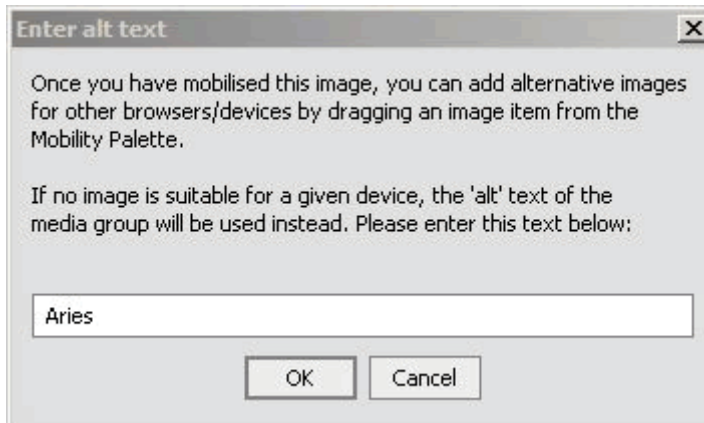 Enter alt text
Once you have mobilised this image, you can add alternative images
for other browsers/devices by dragging an image item from the
Mobility Palette.
If no image is suitable for a given device, the 'alt' text of the
media group will be used instead. Please enter this text below:
Aries
OK Cancel